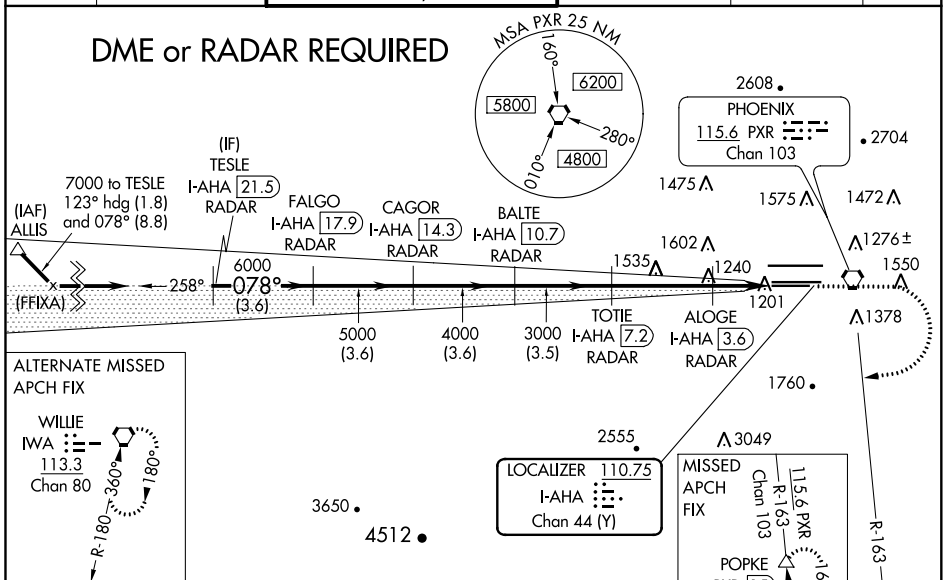 DME or RADAR REQUIRED
MSA PXR 25 NM
160°
6200
5800
280°
010°
4800
2608
PHOENIX
115.6 PXR
Chan 103
2704
1475
1575
1472
1602
1276±
1535
1240
1550
1201
1378
(IAF)
ALLIS
7000 to TESLE
123° hdg (1.8)
and 078° (8.8)
(FFIXA)
(IF)
TESLE
I-AHA 21.5
RADAR
FALGO
I-AHA 17.9
RADAR
CAGOR
I-AHA 14.3
RADAR
BALTE
I-AHA 10.7
RADAR
258°
6000
078°
(3.6)
5000
(3.6)
4000
(3.6)
3000
(3.5)
TOTIE
I-AHA 7.2
RADAR
ALOGE
I-AHA 3.6
RADAR
1760
2555
3049
ALTERNATE MISSED
APCH FIX
WILLIE
IWA
113.3
Chan 80
360°
180°
R-180
3650
4512
LOCALIZER 110.75
I-AHA
Chan 44 (Y)
MISSED
APCH
FIX
115.6 PXR
Chan 103
R-163
POPKE
R-163